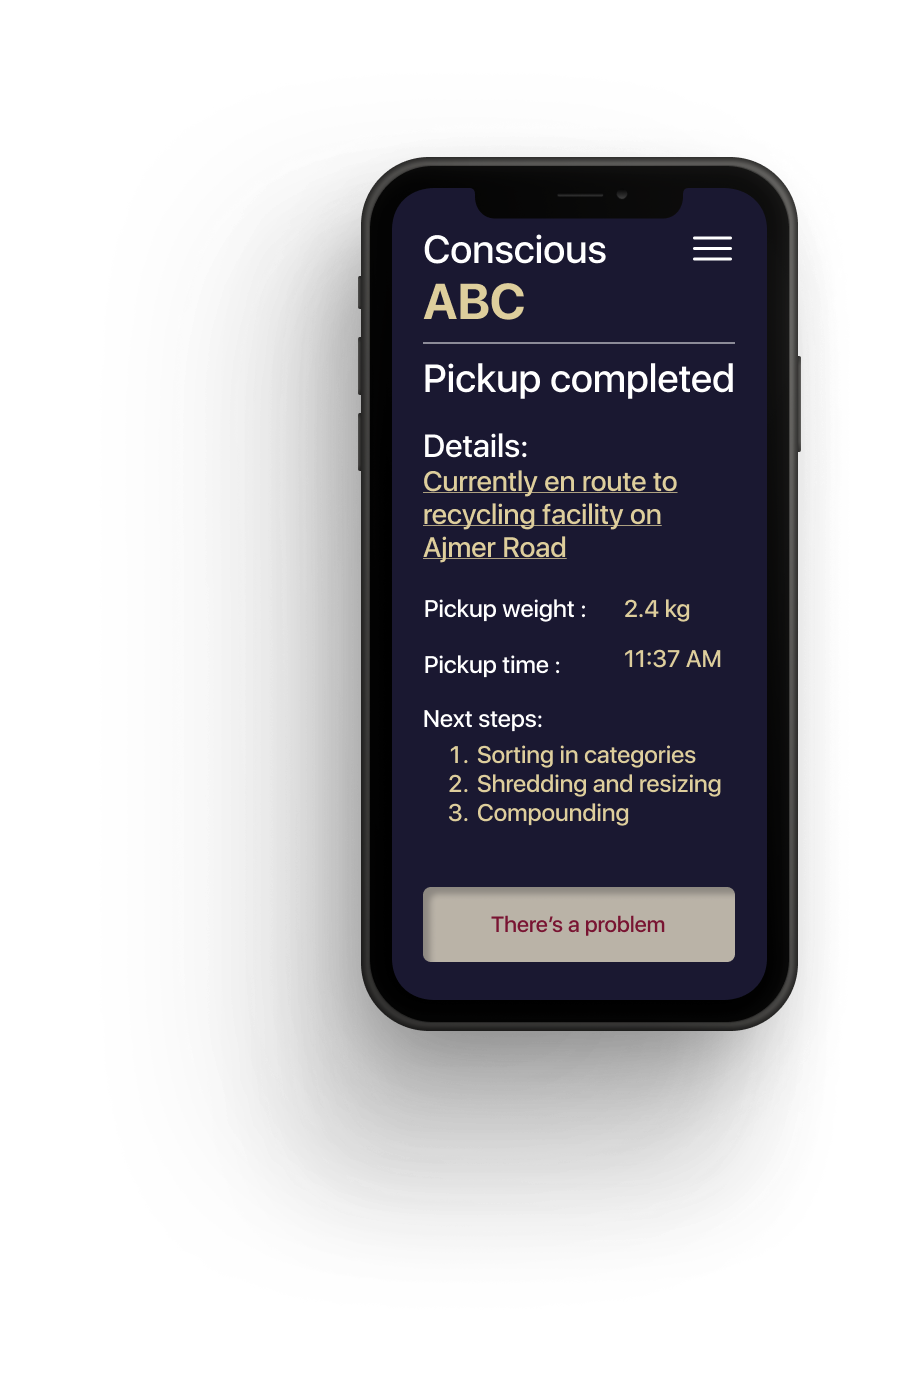 Conscious
ABC
Pickup completed
Details:
Currently en route to
recycling facility on
Ajmer Road
Pickup weight : 2.4 kg
Pickup time : 11:37 AM
Next steps:
1. Sorting in categories
2. Shredding and resizing
3. Compounding
There’s a problem